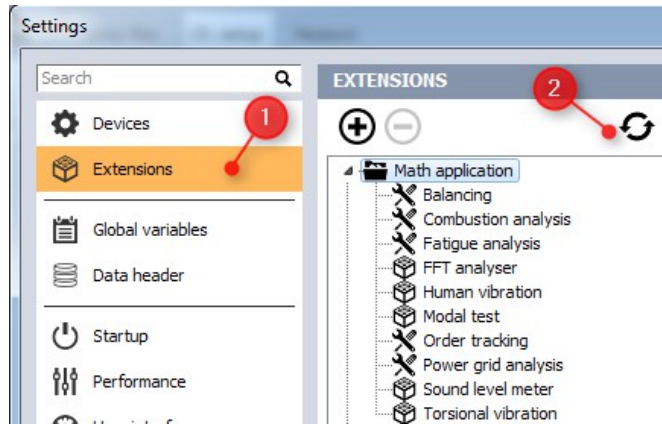 Settings
Search
EXTENSIONS
1
2
Devices
Extensions
Global variables
Data header
Startup
Performance
Math application
Balancing
Combustion analysis
Fatigue analysis
FFT analyser
Human vibration
Modal test
Order tracking
Power grid analysis
Sound level meter
Torsional vibration